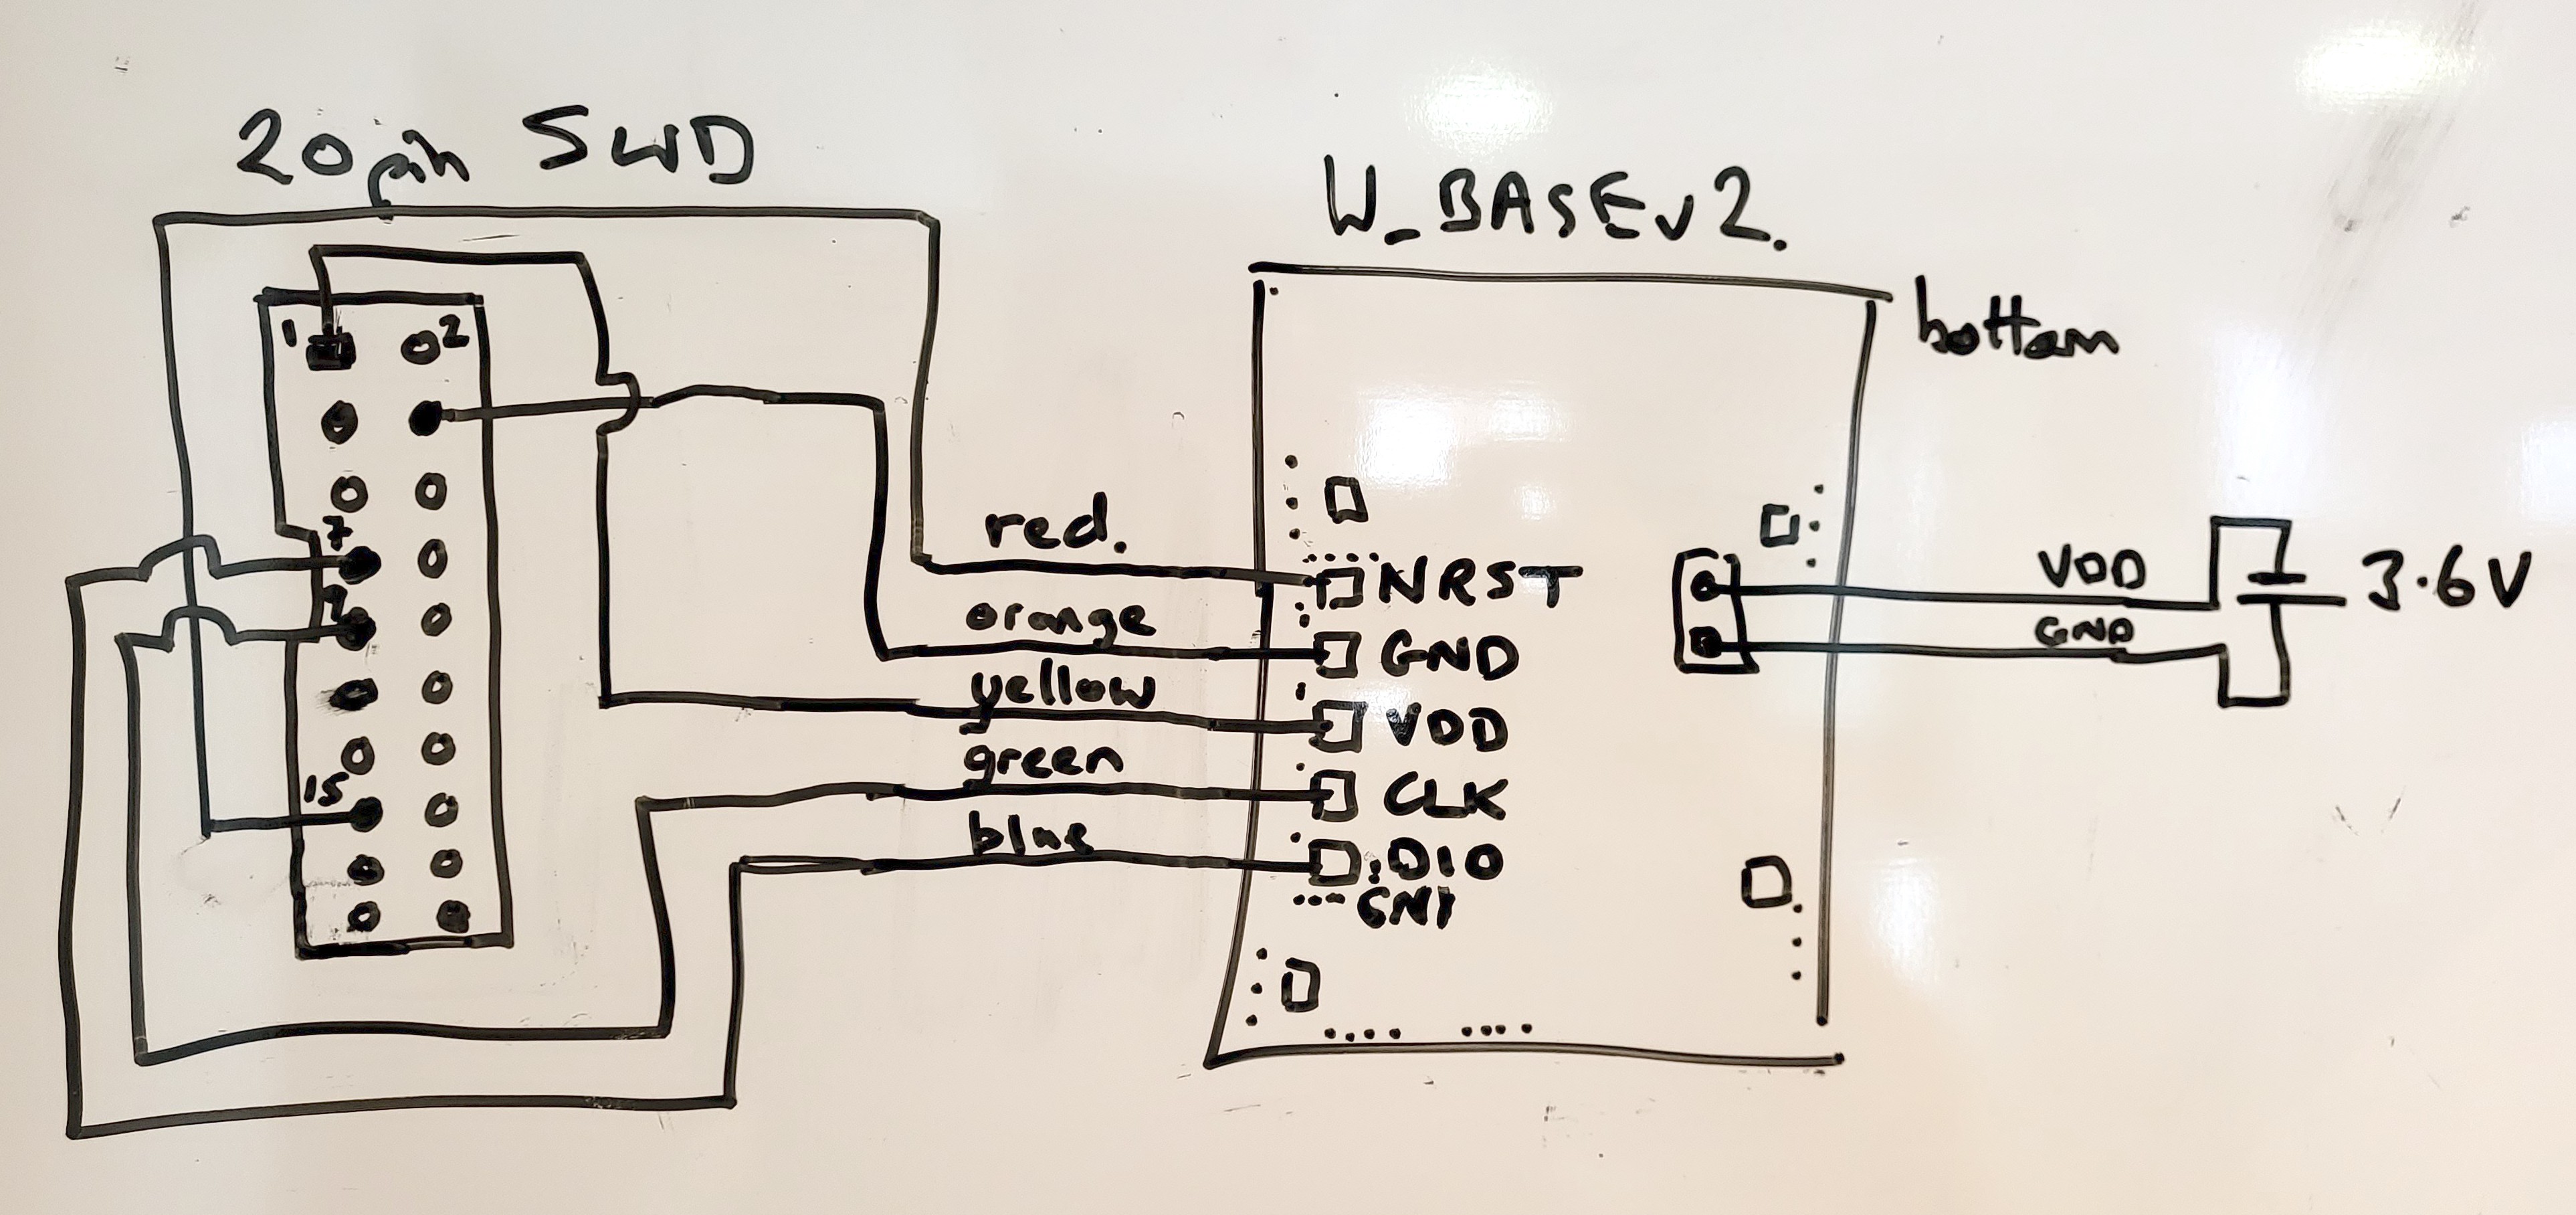 20pin SWD
W_BASEv2.
bottom
1
2
7
9
15
red.
orange
yellow
green
blue
NRST
GND
VDD
CLK
DIO
CN1
VDD
GND
3.6V